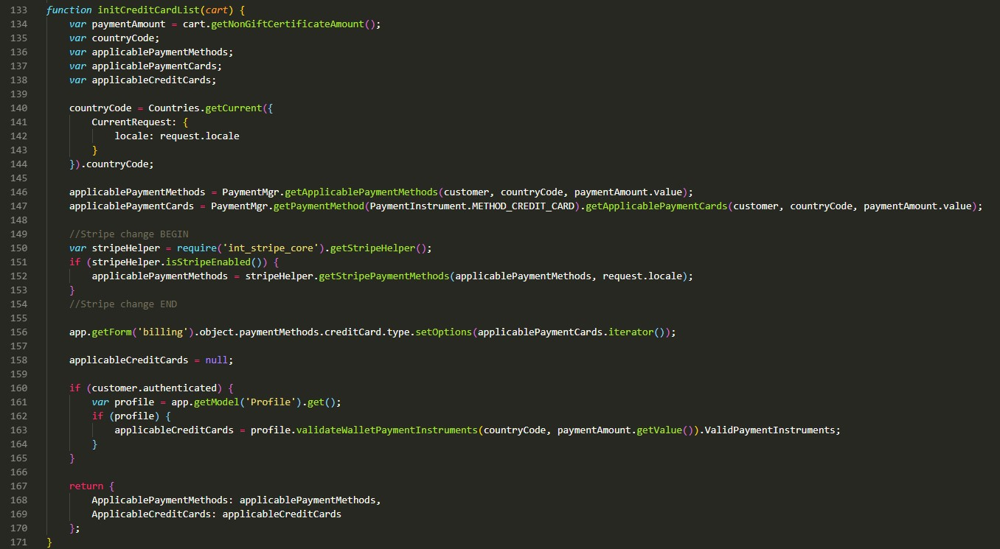 133 function initCreditCardList(cart) {
134     var paymentAmount = cart.getNonGiftCertificateAmount();
135     var countryCode;
136     var applicablePaymentMethods;
137     var applicablePaymentCards;
138     var applicableCreditCards;
139
140     countryCode = Countries.getCurrent({
141         CurrentRequest: {
142             locale: request.locale
143         }
144     }).countryCode;
145
146     applicablePaymentMethods = PaymentMgr.getApplicablePaymentMethods(customer, countryCode, paymentAmount.value);
147     applicablePaymentCards = PaymentMgr.getPaymentMethod(PaymentInstrument.METHOD_CREDIT_CARD).getApplicablePaymentCards(customer, countryCode, paymentAmount.value);
148
149     //Stripe change BEGIN
150     var stripeHelper = require('int_stripe_core').getStripeHelper();
151     if (stripeHelper.isStripeEnabled()) {
152         applicablePaymentMethods = stripeHelper.getStripePaymentMethods(applicablePaymentMethods, request.locale);
153     }
154     //Stripe change END
155
156     app.getForm('billing').object.paymentMethods.creditCard.type.setOptions(applicablePaymentCards.iterator());
157
158     applicableCreditCards = null;
159
160     if (customer.authenticated) {
161         var profile = app.getModel('Profile').get();
162         if (profile) {
163             applicableCreditCards = profile.validateWalletPaymentInstruments(countryCode, paymentAmount.getValue()).ValidPaymentInstruments;
164         }
165     }
166
167     return {
168         ApplicablePaymentMethods: applicablePaymentMethods,
169         ApplicableCreditCards: applicableCreditCards
170     };
171 }